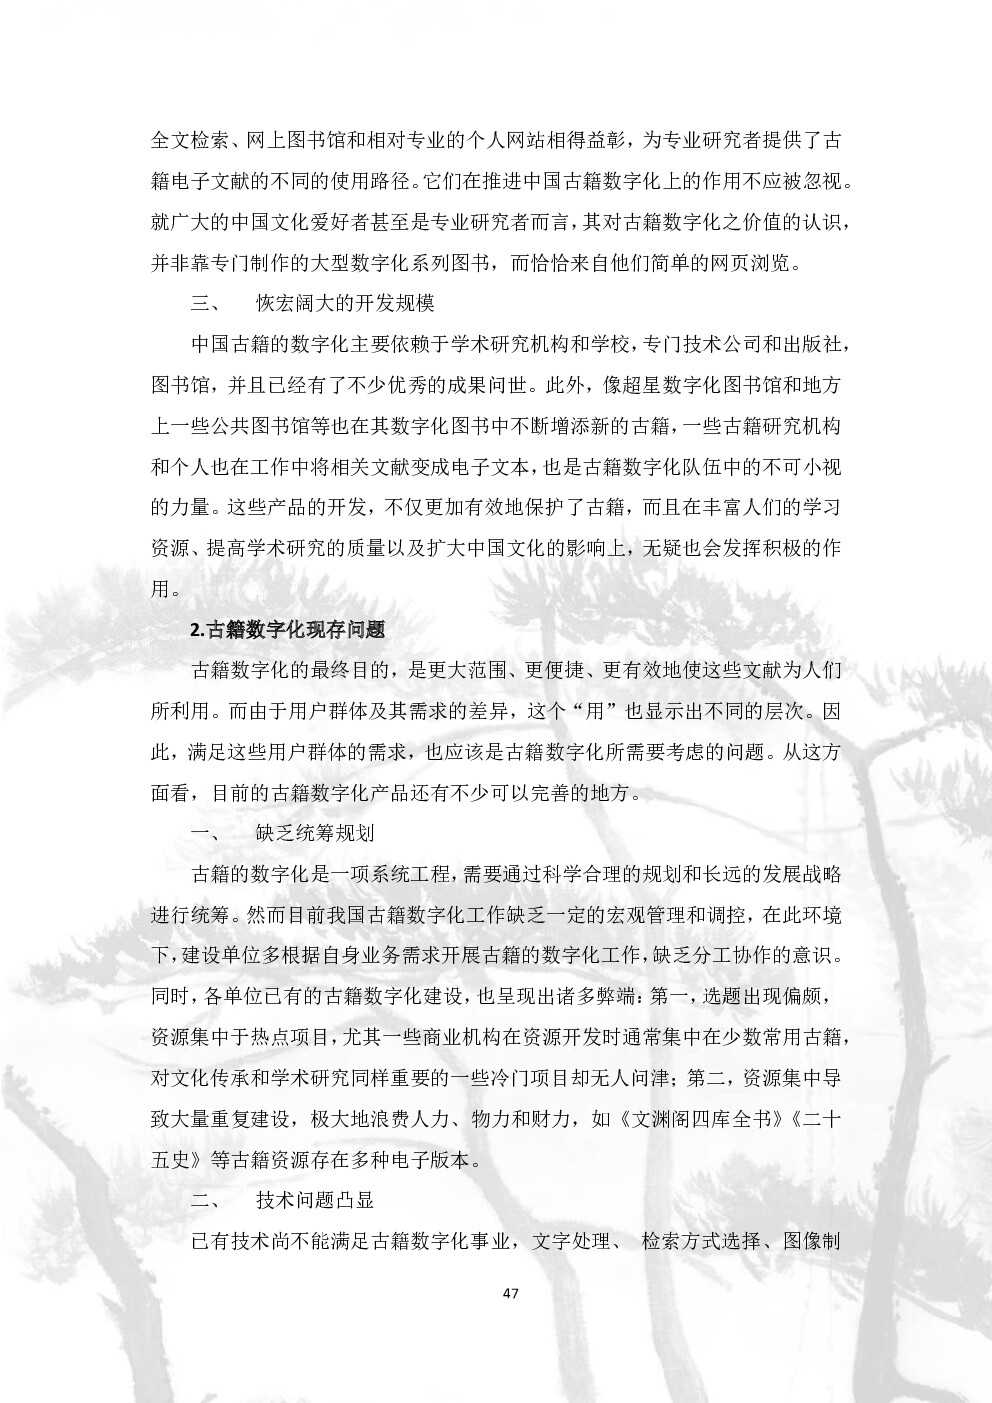 全文检索、网上图书馆和相对专业的个人网站相得益彰，为专业研究者提供了古
籍电子文献的不同的使用路径。它们在推进中国古籍数字化上的作用不应被忽视。
就广大的中国文化爱好者甚至是专业研究者而言，其对古籍数字化之价值的认识，
并非靠专门制作的大型数字化系列图书，而恰恰来自他们简单的网页浏览。
三、 恢宏阔大的开发规模
中国古籍的数字化主要依赖于学术研究机构和学校，专门技术公司和出版社，
图书馆，并且已经有了不少优秀的成果问世。此外，像超星数字化图书馆和地方
上一些公共图书馆等也在其数字化图书中不断增添新的古籍，一些古籍研究机构
和个人也在工作中将相关文献变成电子文本，也是古籍数字化队伍中的不可小视
的力量。这些产品的开发，不仅更加有效地保护了古籍，而且在丰富人们的学习
资源、提高学术研究的质量以及扩大中国文化的影响上，无疑也会发挥积极的作
用。
2.古籍数字化现存问题
古籍数字化的最终目的，是更大范围、更便捷、更有效地使这些文献为人们
所利用。而由于用户群体及其需求的差异，这个“用”也显示出不同的层次。因
此，满足这些用户群体的需求，也应该是古籍数字化所需要考虑的问题。从这方
面看，目前的古籍数字化产品还有不少可以完善的地方。
一、 缺乏统筹规划
古籍的数字化是一项系统工程，需要通过科学合理的规划和长远的发展战略
进行统筹。然而目前我国古籍数字化工作缺乏一定的宏观管理和调控，在此环境
下，建设单位多根据自身业务需求开展古籍的数字化工作，缺乏分工协作的意识。
同时，各单位已有的古籍数字化建设，也呈现出诸多弊端：第一，选题出现偏颇，
资源集中于热点项目，尤其一些商业机构在资源开发时通常集中在少数常用古籍，
对文化传承和学术研究同样重要的一些冷门项目却无人问津；第二，资源集中导
致大量重复建设，极大地浪费人力、物力和财力，如《文渊阁四库全书》《二十
五史》等古籍资源存在多种电子版本。
二、 技术问题凸显
已有技术尚不能满足古籍数字化事业，文字处理、 检索方式选择、图像制
47